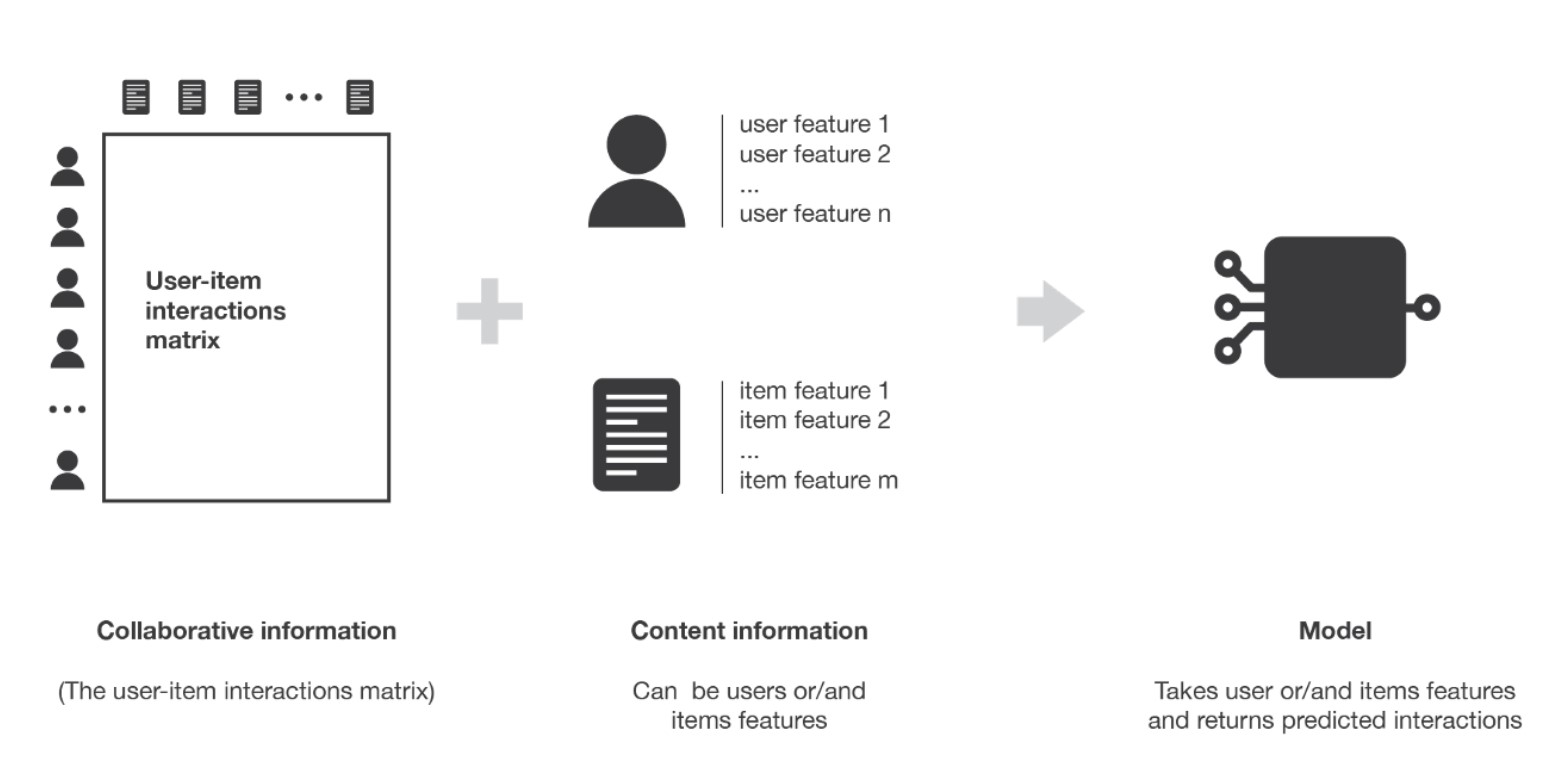 User-item
interactions
matrix
user feature 1
user feature 2
...
user feature n
item feature 1
item feature 2
...
item feature m
Collaborative information
(The user-item interactions matrix)
Content information
Can  be users or/and
items features
Model
Takes user or/and items features
and returns predicted interactions